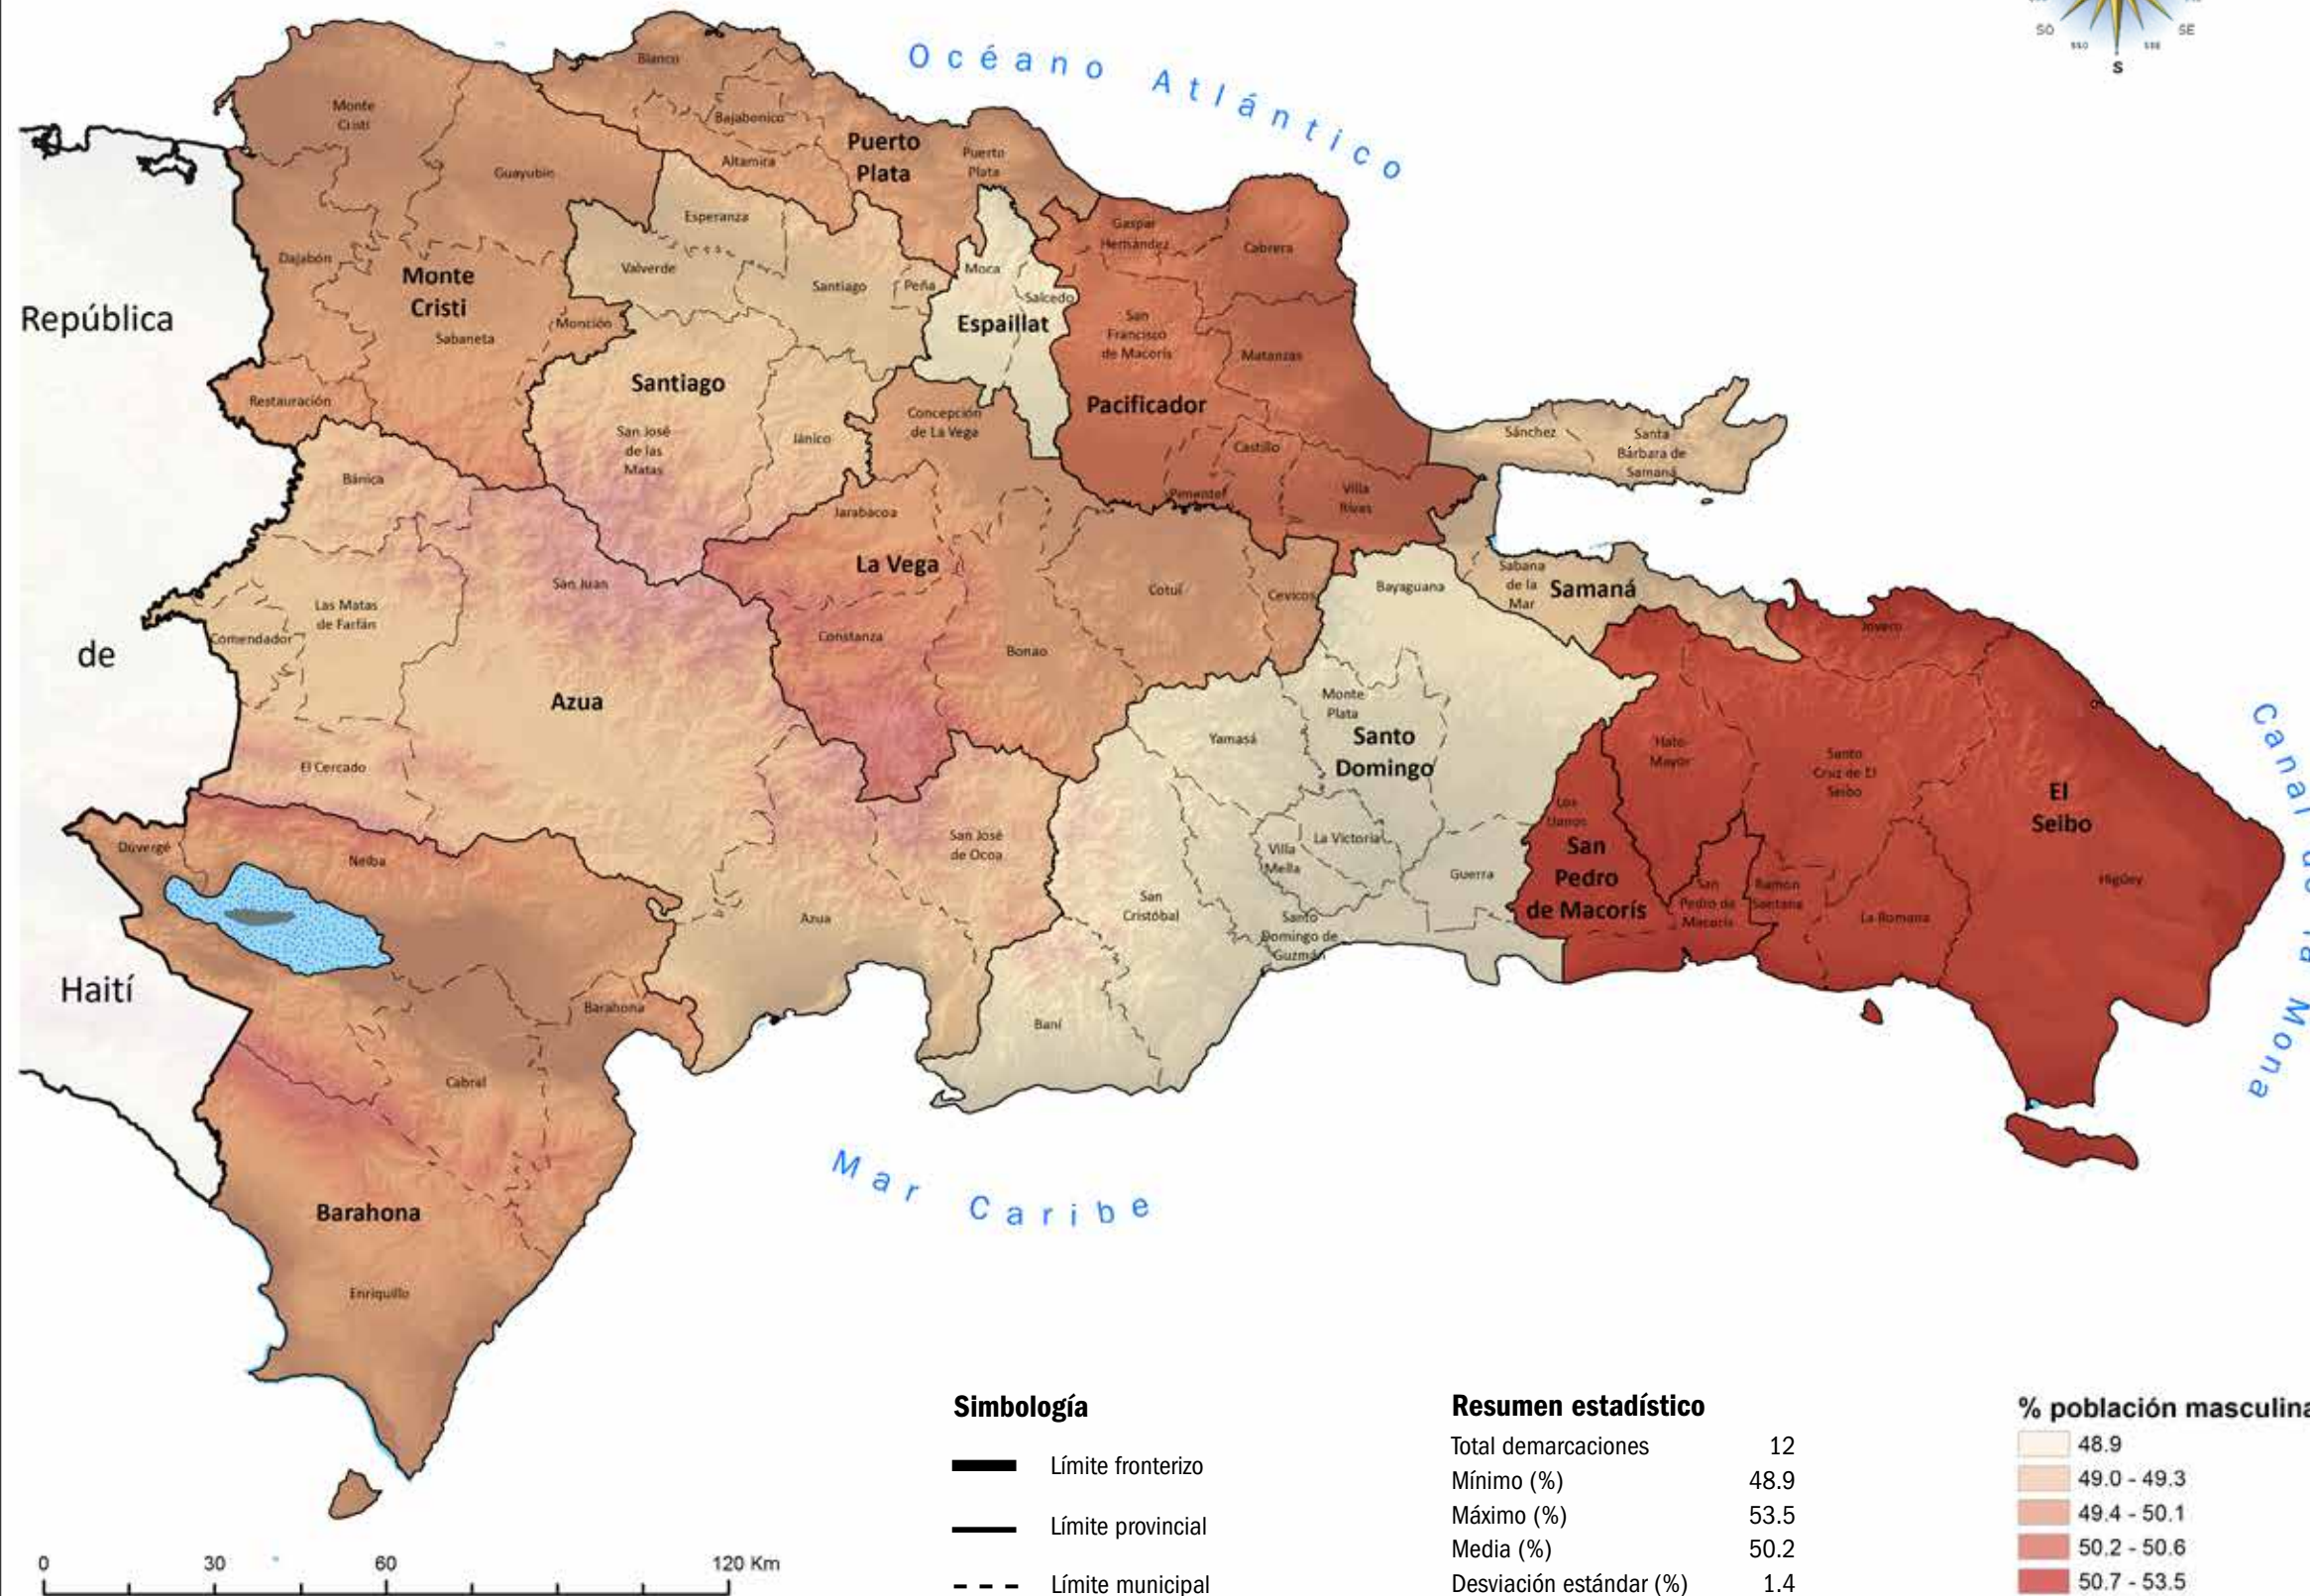 SO
SSO
SSE
SE
S
Océano Atlántico
Blanco
Monte
Cristi
Bajabonico
Puerto
Plata
Puerto
Plata
Altamira
Guayubín
Esperanza
Gaspar
Hernández
Cabrera
Dajabón
Monte
Cristi
Valverde
Santiago
Peña
Moca
Salcedo
República
Sabaneta
Monción
Espaillat
San
Francisco
de Macorís
Matanzas
Santiago
Restauración
Pacificador
Concepción
de La Vega
San José
de las
Matas
Jánico
Castillo
Sánchez
Santa
Bárbara de
Samaná
Bánica
Pimentel
Villa
Rivas
Jarabacoa
La Vega
San Juan
Cotuí
Cevicos
Bayaguana
Sabana
de la
Mar
Samaná
Las Matas
de Farfán
Comendador
de
Constanza
Bonao
Jovero
Azua
Monte
Plata
Yamasá
Santo
Domingo
Hato
Mayor
Santo
Cruz de El
Seibo
El
Seibo
El Cercado
Los
Llanos
Canal de la Mona
Duvergé
Neiba
San José
de Ocoa
La Victoria
Villa
Mella
Guerra
San
Pedro
de Macorís
San
Pedro de
Macorís
Ramon
Santana
La Romana
Higüey
Azua
San
Cristóbal
Santo
Domingo de
Guzmán
Haití
Barahona
Baní
Cabral
Mar Caribe
Barahona
Enriquillo
Simbología
Límite fronterizo
Límite provincial
Límite municipal
Resumen estadístico
Total demarcaciones 12
Mínimo (%) 48.9
Máximo (%) 53.5
Media (%) 50.2
Desviación estándar (%) 1.4
% población masculina
48.9
49.0 - 49.3
49.4 - 50.1
50.2 - 50.6
50.7 - 53.5
0 30 60 120 Km